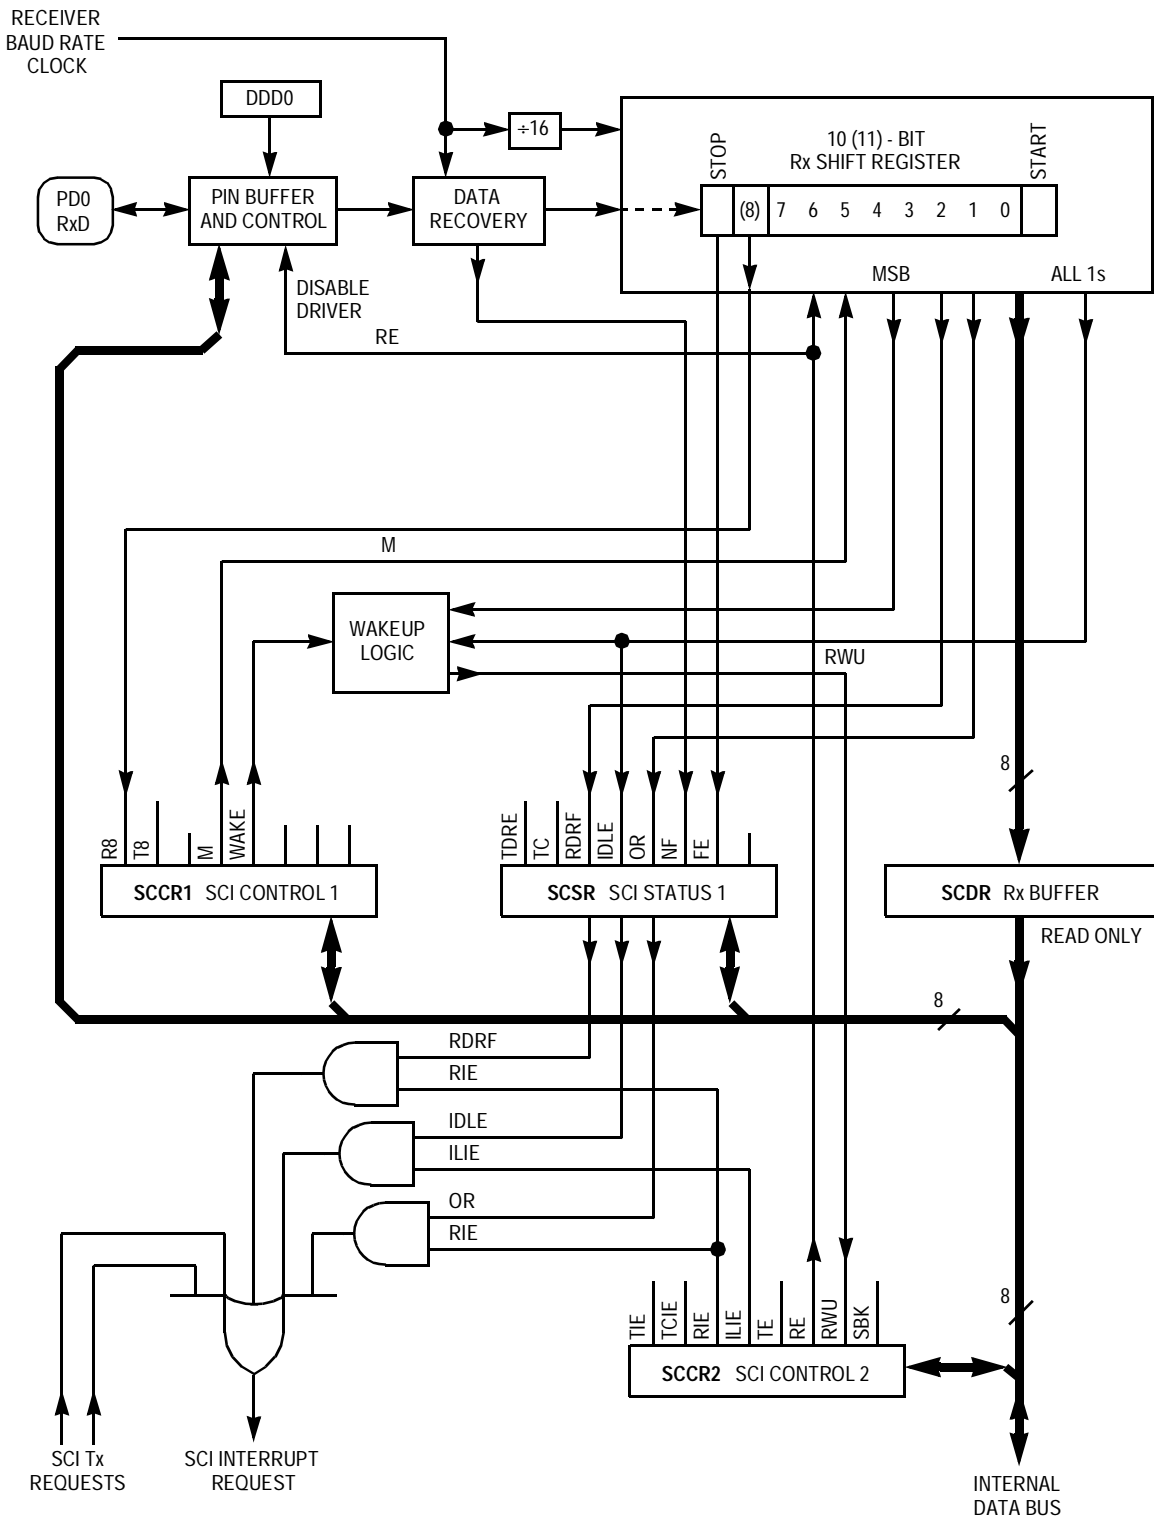 RECEIVER
BAUD RATE
CLOCK
DDD0
÷16
STOP
10 (11) - BIT
Rx SHIFT REGISTER
START
PD0
RxD
PIN BUFFER
AND CONTROL
DATA
RECOVERY
(8) 7 6 5 4 3 2 1 0
MSB
ALL 1s
DISABLE
DRIVER
RE
M
WAKEUP
LOGIC
RWU
8
R8
T8
M
WAKE
TDRE
TC
RDRF
IDLE
OR
NF
FE
SCCR1 SCI CONTROL 1
SCSR SCI STATUS 1
SCDR Rx BUFFER
READ ONLY
8
RDRF
RIE
IDLE
ILIE
OR
RIE
8
TIE
TCIE
RIE
ILIE
TE
RE
RWU
SBK
SCCR2 SCI CONTROL 2
SCI Tx
REQUESTS
SCI INTERRUPT
REQUEST
INTERNAL
DATA BUS